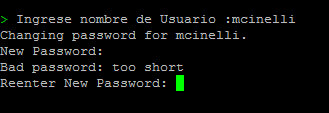 > Ingrese nombre de Usuario :mcinelli
Changing password for mcinelli.
New Password:
Bad password: too short
Reenter New Password: